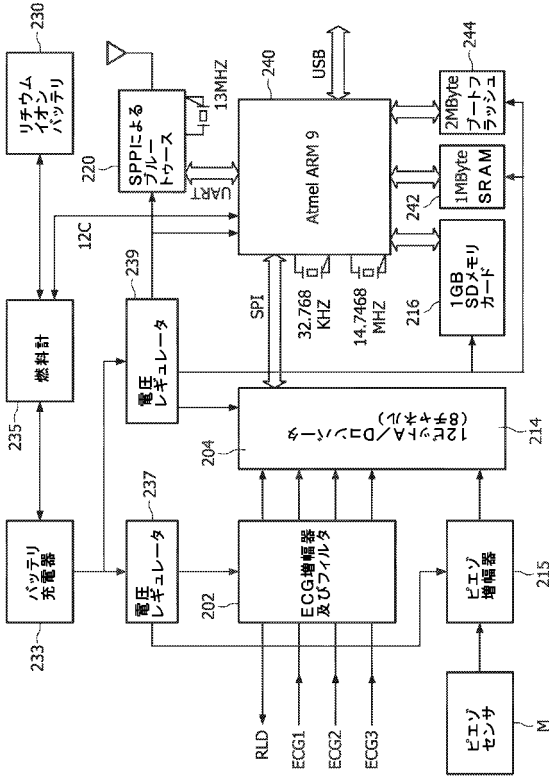 230
リチウム
イオン
バッテリ
235
燃料計
233
バッテリ
充電器
12C
220
SPPIによる
ブルー
トゥース
13MHZ
UART
239
電圧
レギュレータ
237
電圧
レギュレータ
240
Atmel ARM 9
USB
32.768
KHZ
14.7468
MHZ
SPI
244
2MByte ブートフ
ラッシュ
242
1MByte
SRAM
216
1GB
SDメモリ
カード
204
12ビットA/Dコンバータ
(8チャネル)
214
202
ECG増幅器
及びフィルタ
RLD
ECG1
ECG2
ECG3
ピエゾ
増幅器
215
ピエゾ
センサ
M